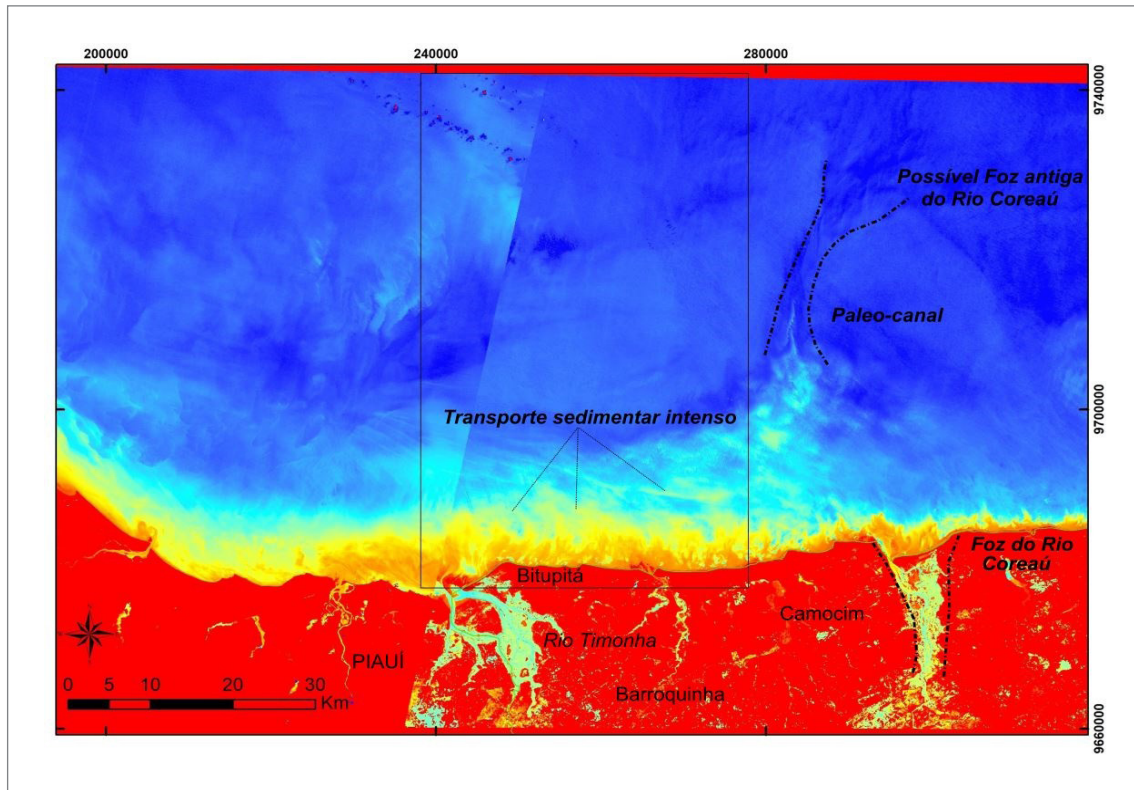 200000
240000
280000
9740000
Possível Foz antiga
do Rio Coreaú
Paleo-canal
Transporte sedimentar intenso
9700000
Foz do Rio
Coreaú
Bitupitá
Camocim
Rio Timonha
PIAUÍ
Barroquinha
0 5 10 20 30
Km
9660000